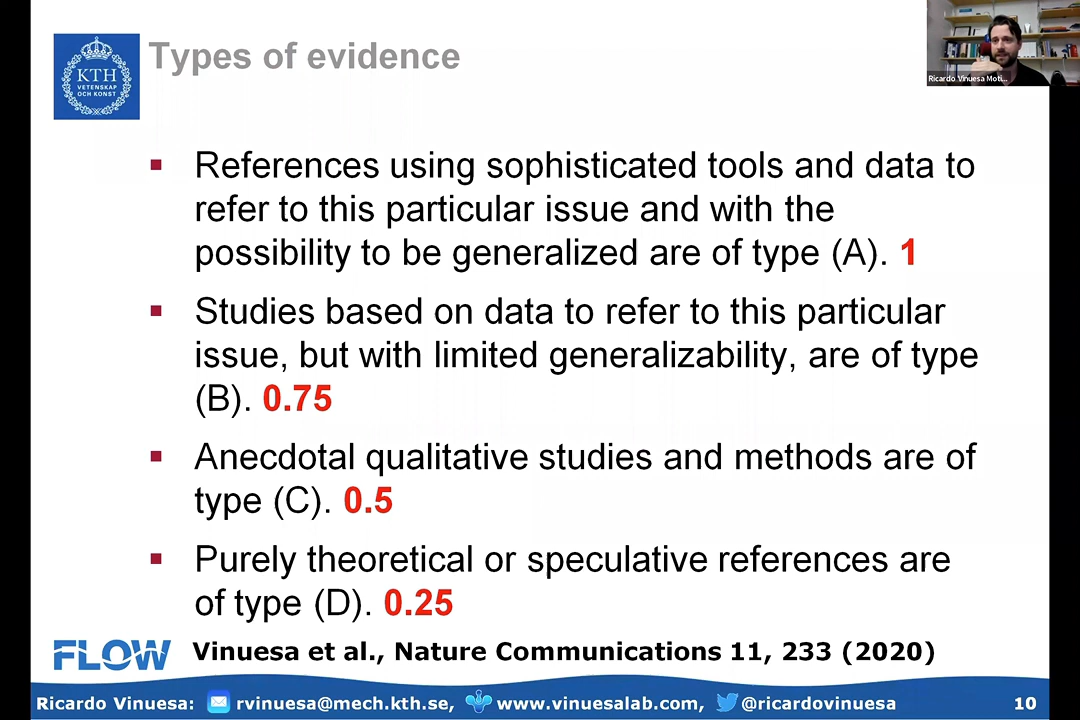 Types of evidence
KTH
VETENSKAP
OCH KONST
Ricardo Vinuesa Moti...
References using sophisticated tools and data to
refer to this particular issue and with the
possibility to be generalized are of type (A). 1
Studies based on data to refer to this particular
issue, but with limited generalizability, are of type
(B). 0.75
Anecdotal qualitative studies and methods are of
type (C). 0.5
Purely theoretical or speculative references are
of type (D). 0.25
FLOW
Vinuesa et al., Nature Communications 11, 233 (2020)
Ricardo Vinuesa: rvinuesa@mech.kth.se, www.vinuesalab.com, @ricardovinuesa 10